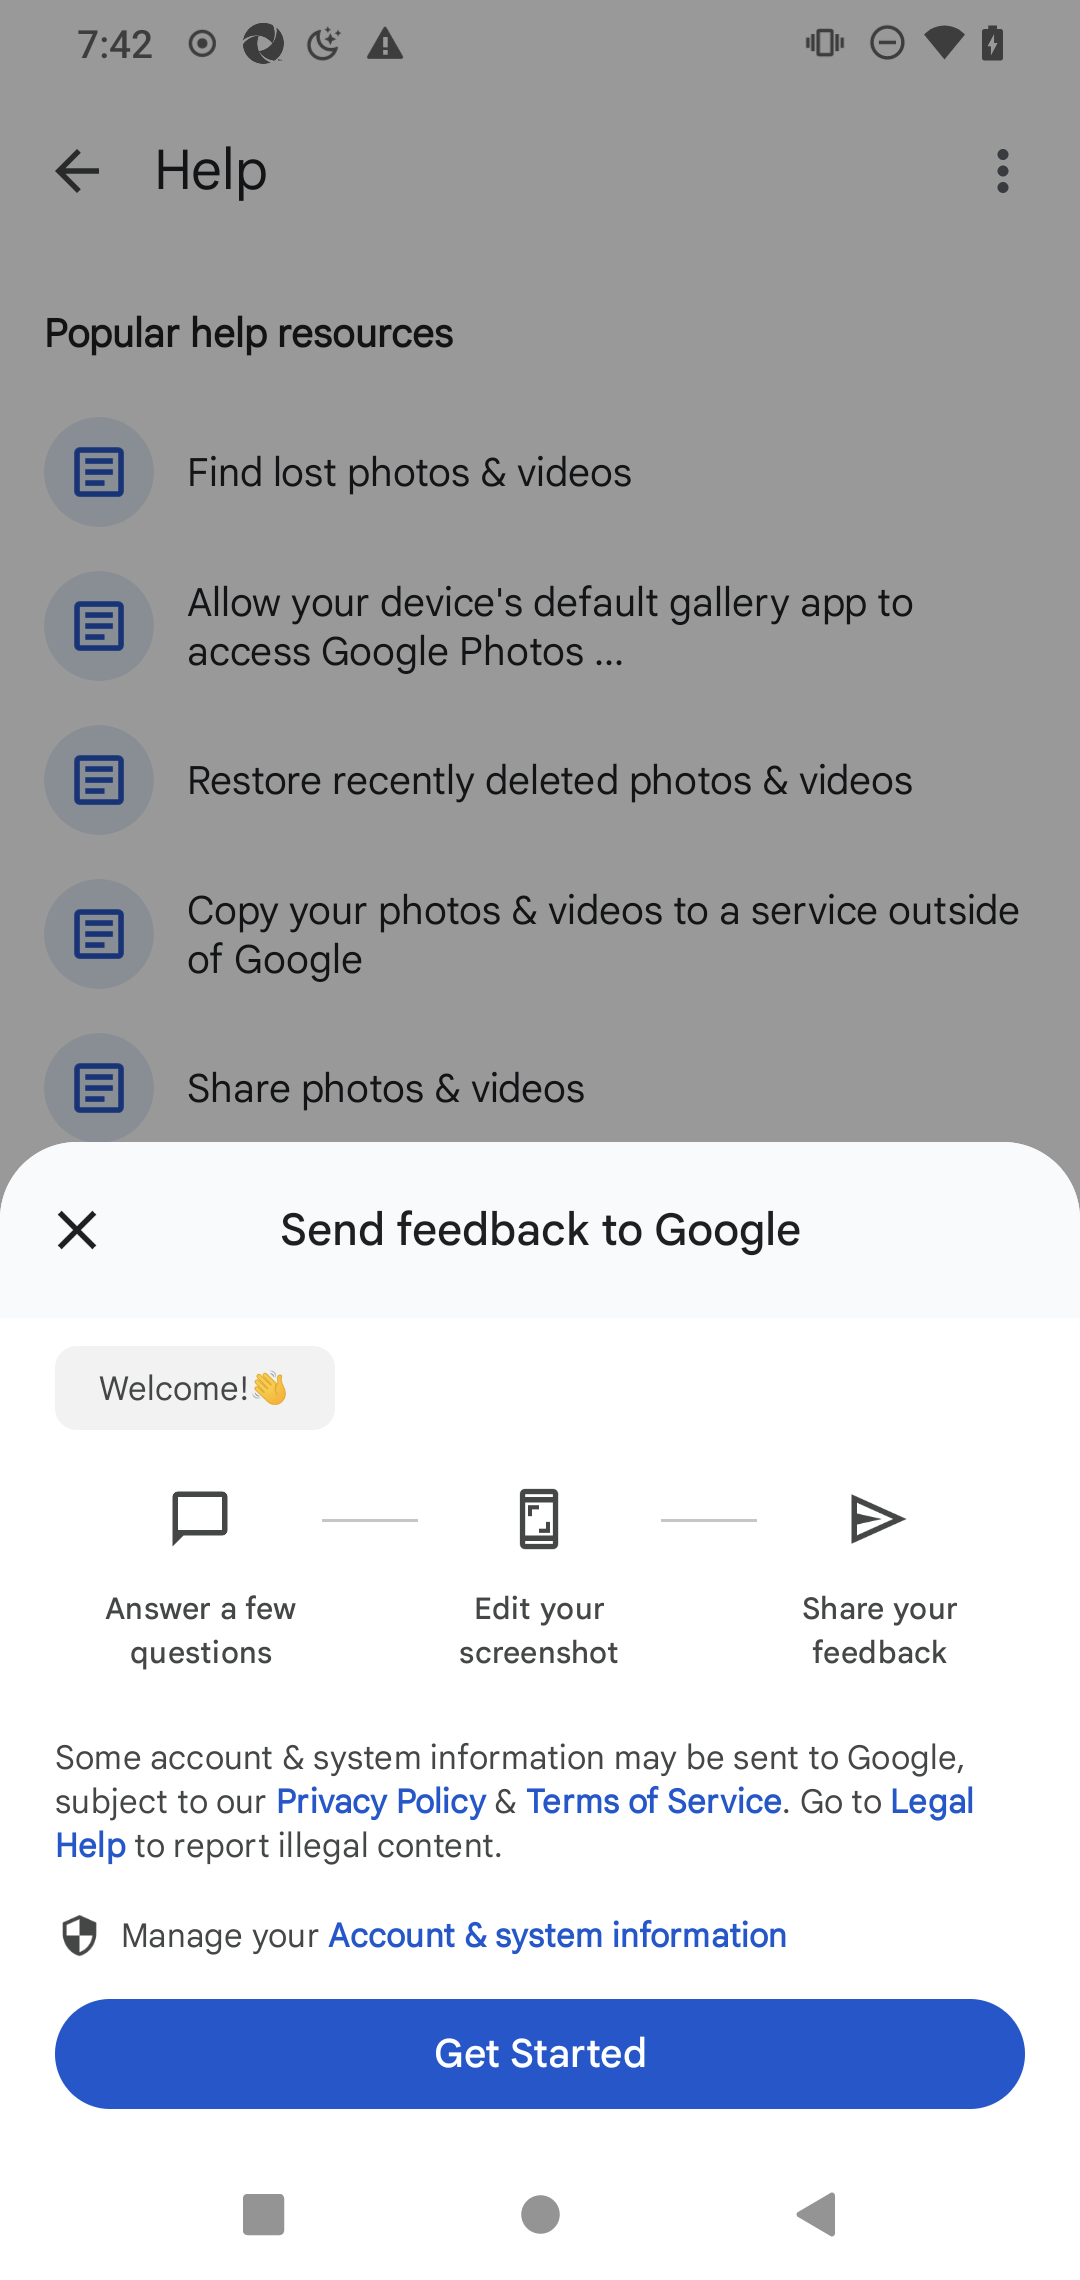 7:42
Help
Popular help resources
Find lost photos & videos
Allow your device's default gallery app to
access Google Photos ...
Restore recently deleted photos & videos
Copy your photos & videos to a service outside
of Google
Share photos & videos
Send feedback to Google
Welcome!👋
Answer a few
questions
Edit your
screenshot
Share your
feedback
Some account & system information may be sent to Google,
subject to our Privacy Policy & Terms of Service. Go to Legal
Help to report illegal content.
Manage your Account & system information
Get Started